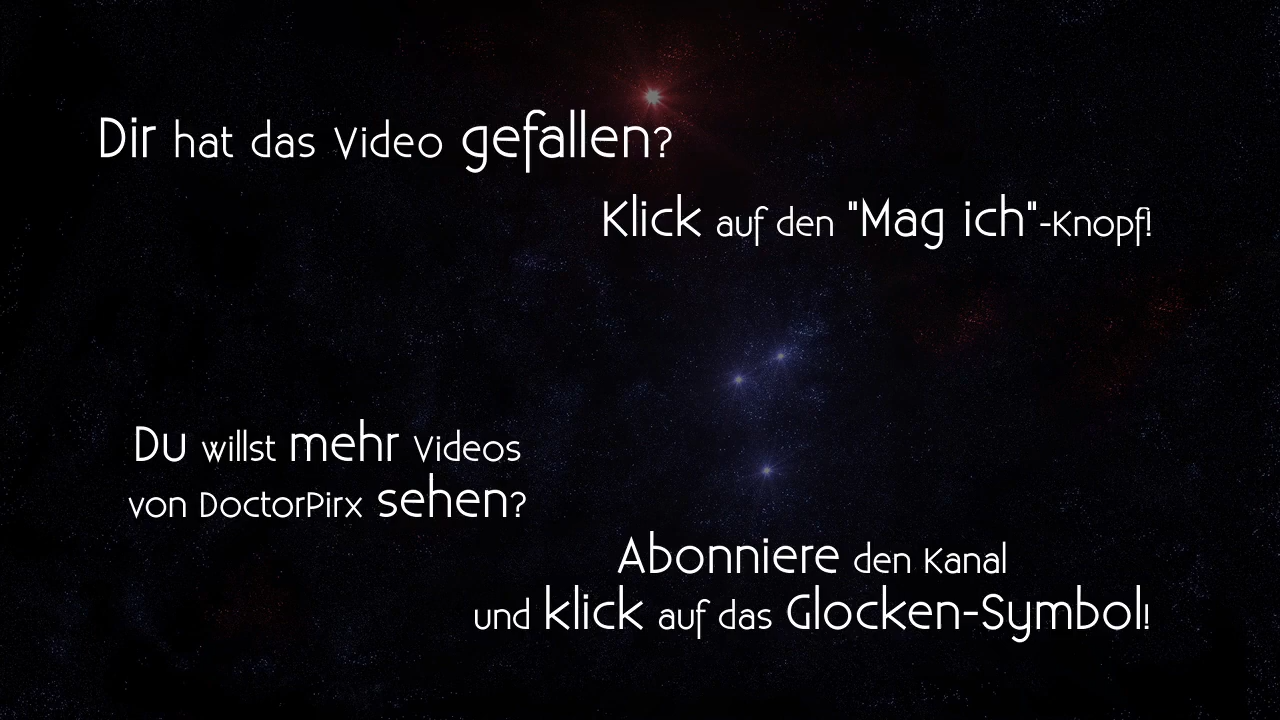 Dir hat das Video gefallen?
Klick auf den "Mag ich"-Knopf!
Du willst mehr Videos
von DoctorPirx sehen?
Abonniere den Kanal
und klick auf das Glocken-Symbol!